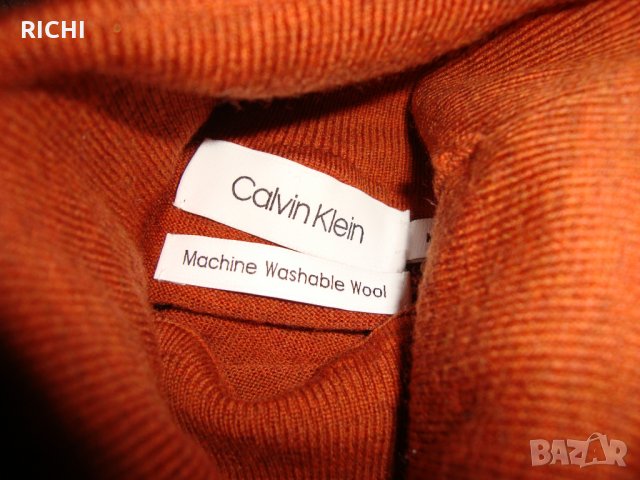 RICHI
Calvin Klein
Machine Washable Wool
BAZAR